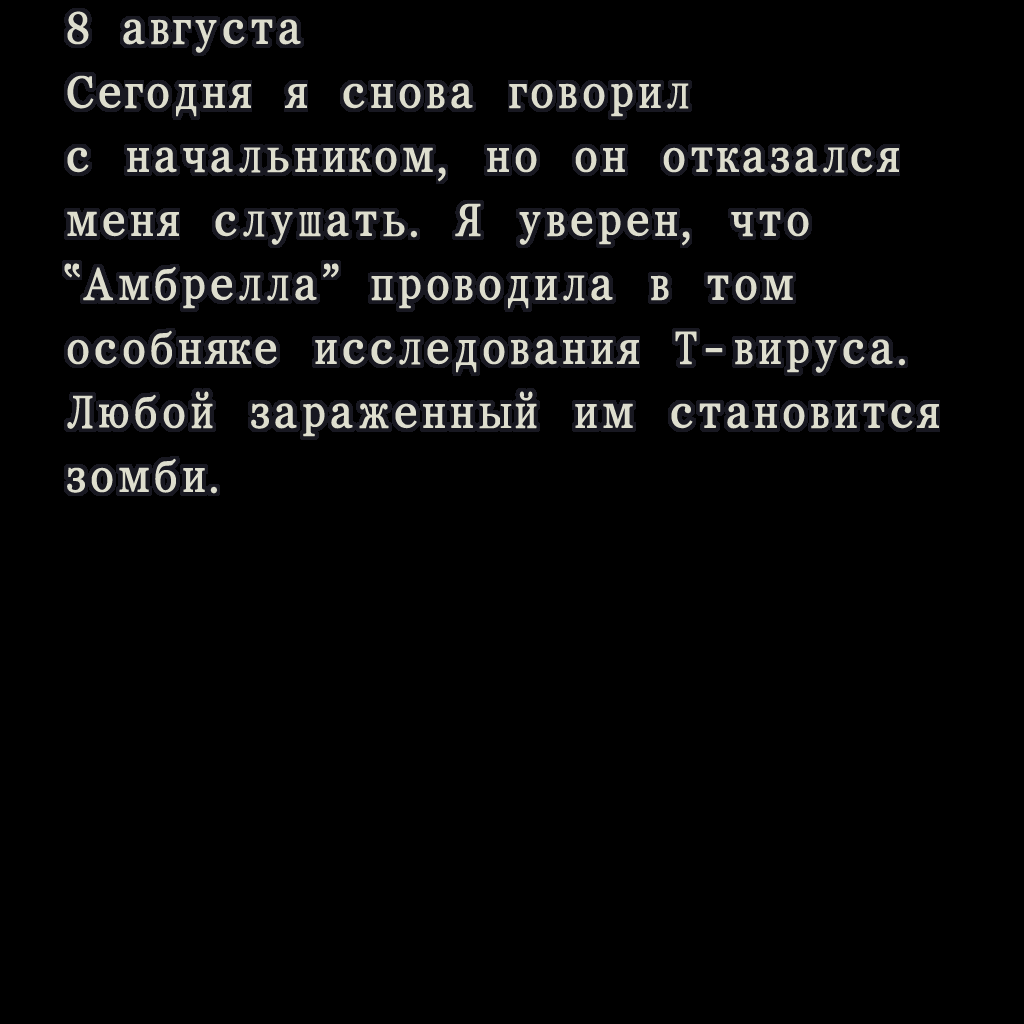 8 августа
Сегодня я снова говорил
с начальником, но он отказался
меня слушать. Я уверен, что
“Амбрелла” проводила в том
особняке исследования Т-вируса.
Любой зараженный им становится
зомби.